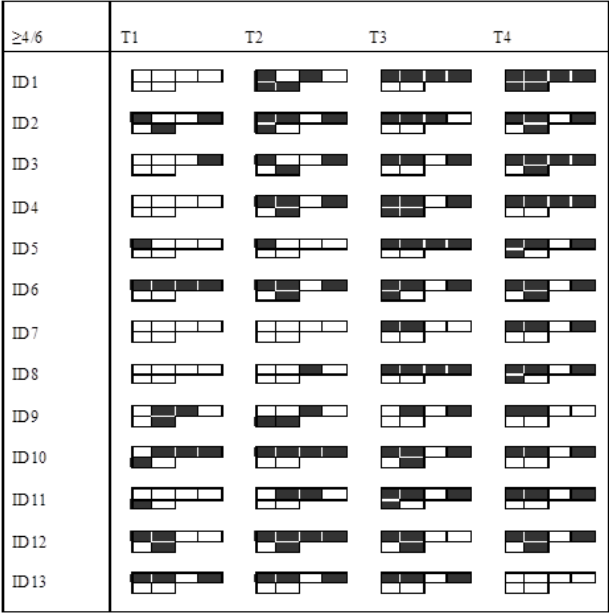 ≥4/6 T1 T2 T3 T4
ID1
ID2
ID3
ID4
ID5
ID6
ID7
ID8
ID9
ID10
ID11
ID12
ID13